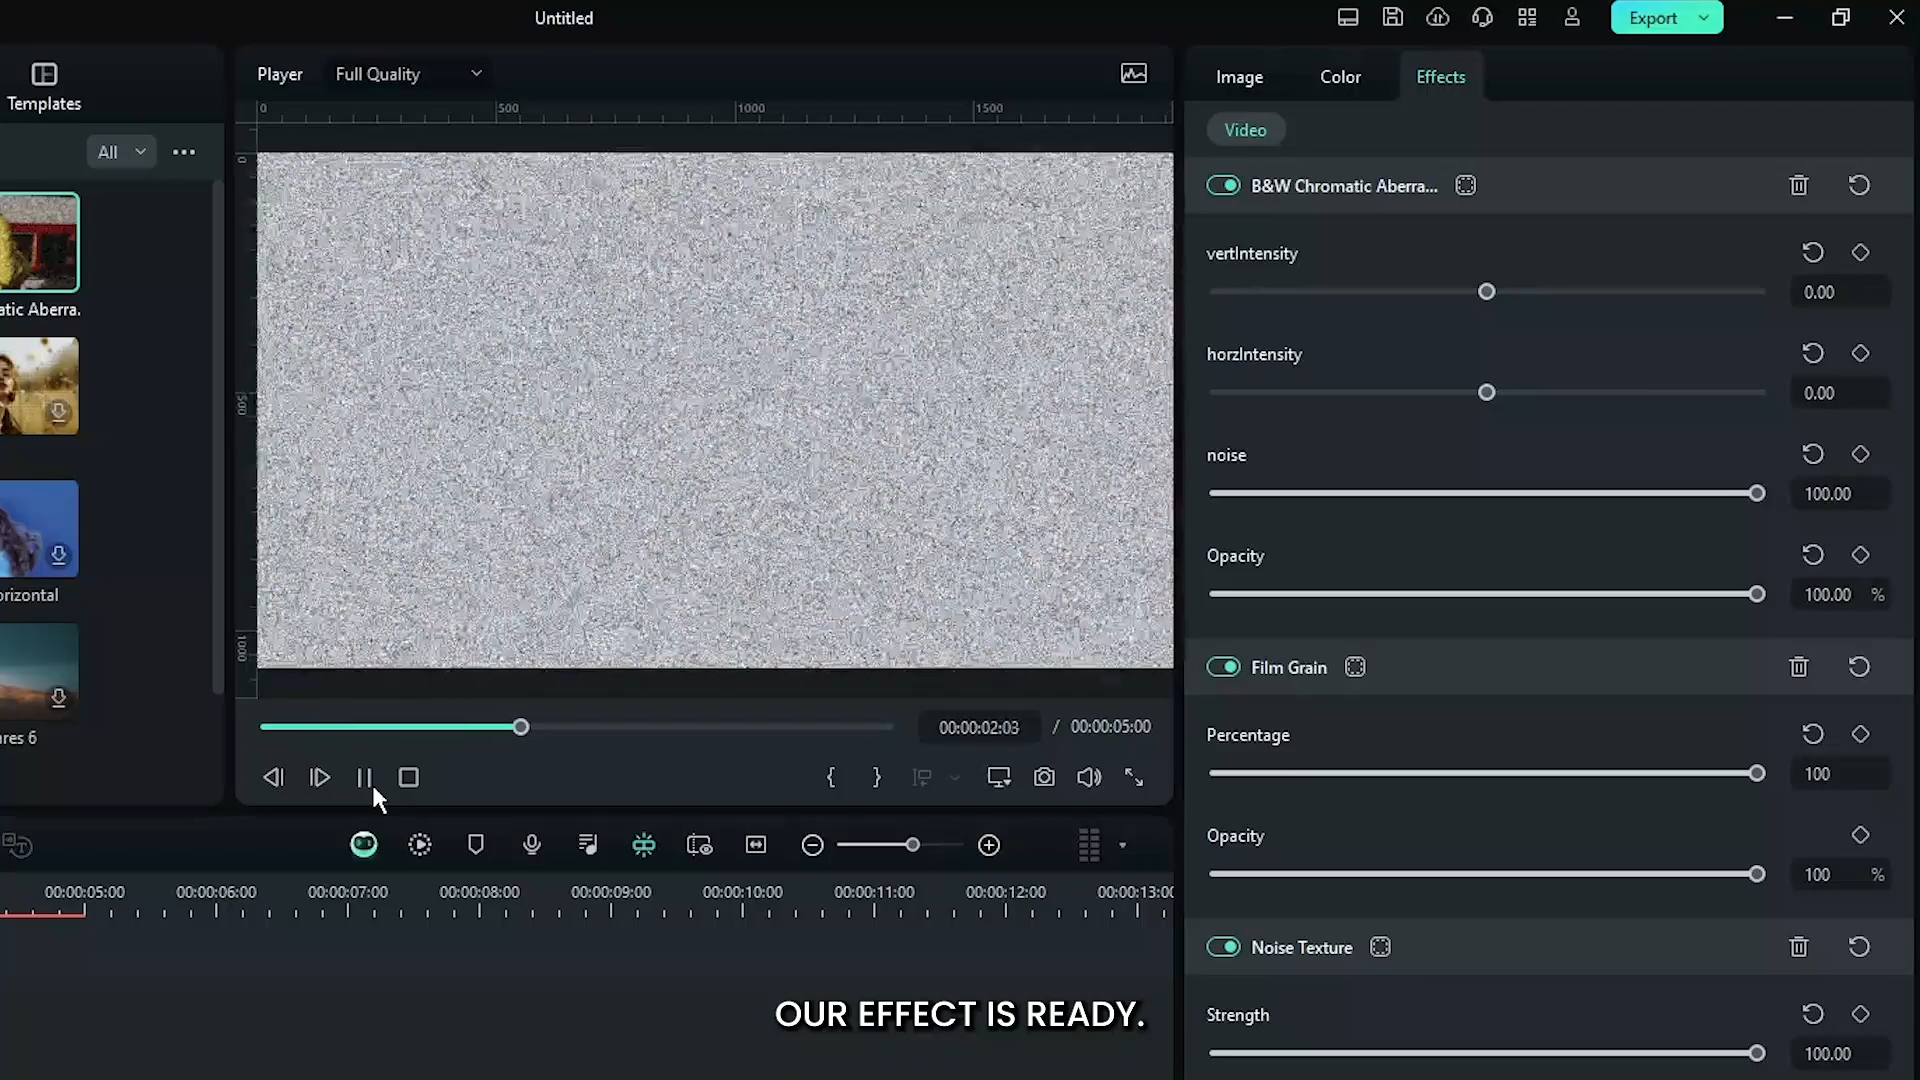 Untitled
Export
Templates
Player
Full Quality
Image
Color
Effects
0
500
1000
1500
Video
All
0
500
1000
B&W Chromatic Aberra...
vertIntensity
0.00
atic Aberra.
horzIntensity
0.00
noise
100.00
Opacity
100.00 %
orizontal
Film Grain
Percentage
100
res 6
00:00:02:03 / 00:00:05:00
Opacity
100 %
00:00:05:00 00:00:06:00 00:00:07:00 00:00:08:00 00:00:09:00 00:00:10:00 00:00:11:00 00:00:12:00 00:00:13:00
Noise Texture
Strength
100.00
OUR EFFECT IS READY.